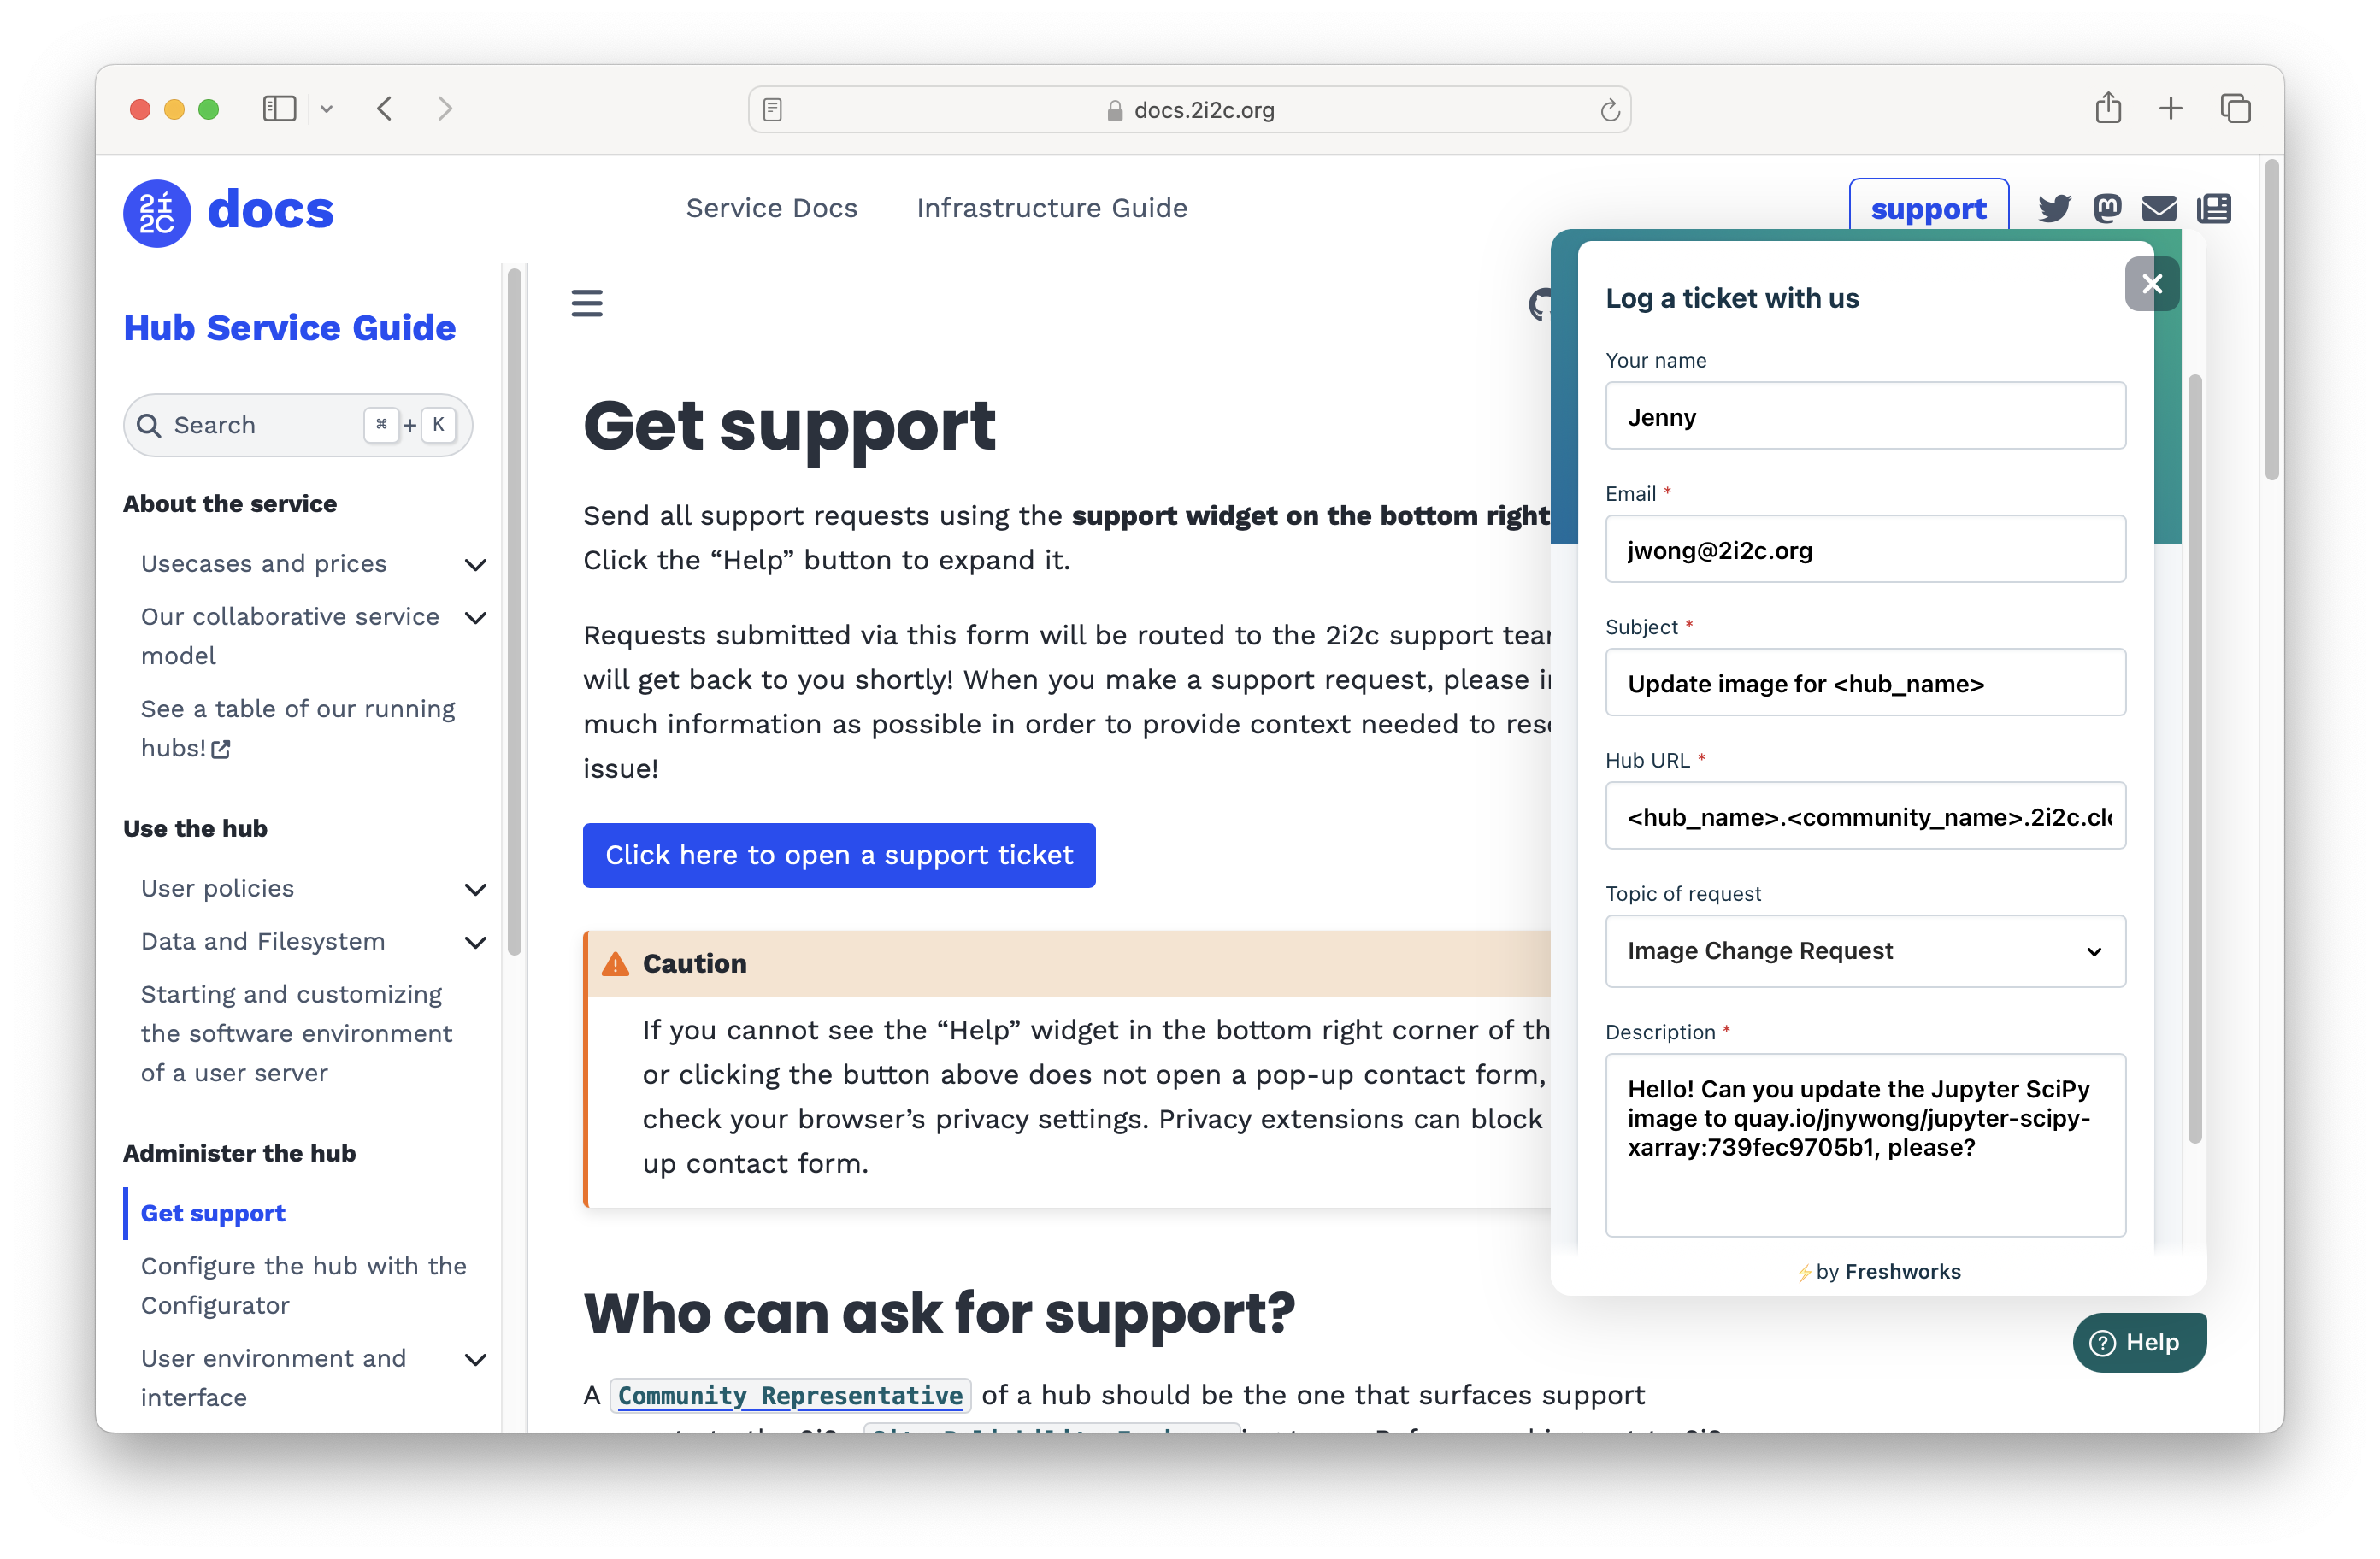 docs.2i2c.org
2i2c docs
Service Docs
Infrastructure Guide
support
Hub Service Guide
Search
⌘ + K
About the service
Usecases and prices
Our collaborative service
model
See a table of our running
hubs!
Use the hub
User policies
Data and Filesystem
Starting and customizing
the software environment
of a user server
Administer the hub
Get support
Configure the hub with the
Configurator
User environment and
interface
Get support
Send all support requests using the support widget on the bottom right
Click the “Help” button to expand it.
Requests submitted via this form will be routed to the 2i2c support
will get back to you shortly! When you make a support request, please
much information as possible in order to provide context needed to
issue!
Click here to open a support ticket
Caution
If you cannot see the “Help” widget in the bottom right corner of
or clicking the button above does not open a pop-up contact form,
check your browser’s privacy settings. Privacy extensions can block
up contact form.
Who can ask for support?
A Community Representative of a hub should be the one that surfaces support
Log a ticket with us
Your name
Jenny
Email *
jwong@2i2c.org
Subject *
Update image for <hub_name>
Hub URL *
<hub_name>.<community_name>.2i2c.cl
Topic of request
Image Change Request
Description *
Hello! Can you update the Jupyter SciPy
image to quay.io/jnywong/jupyter-scipy-
xarray:739fec9705b1, please?
by Freshworks
Help